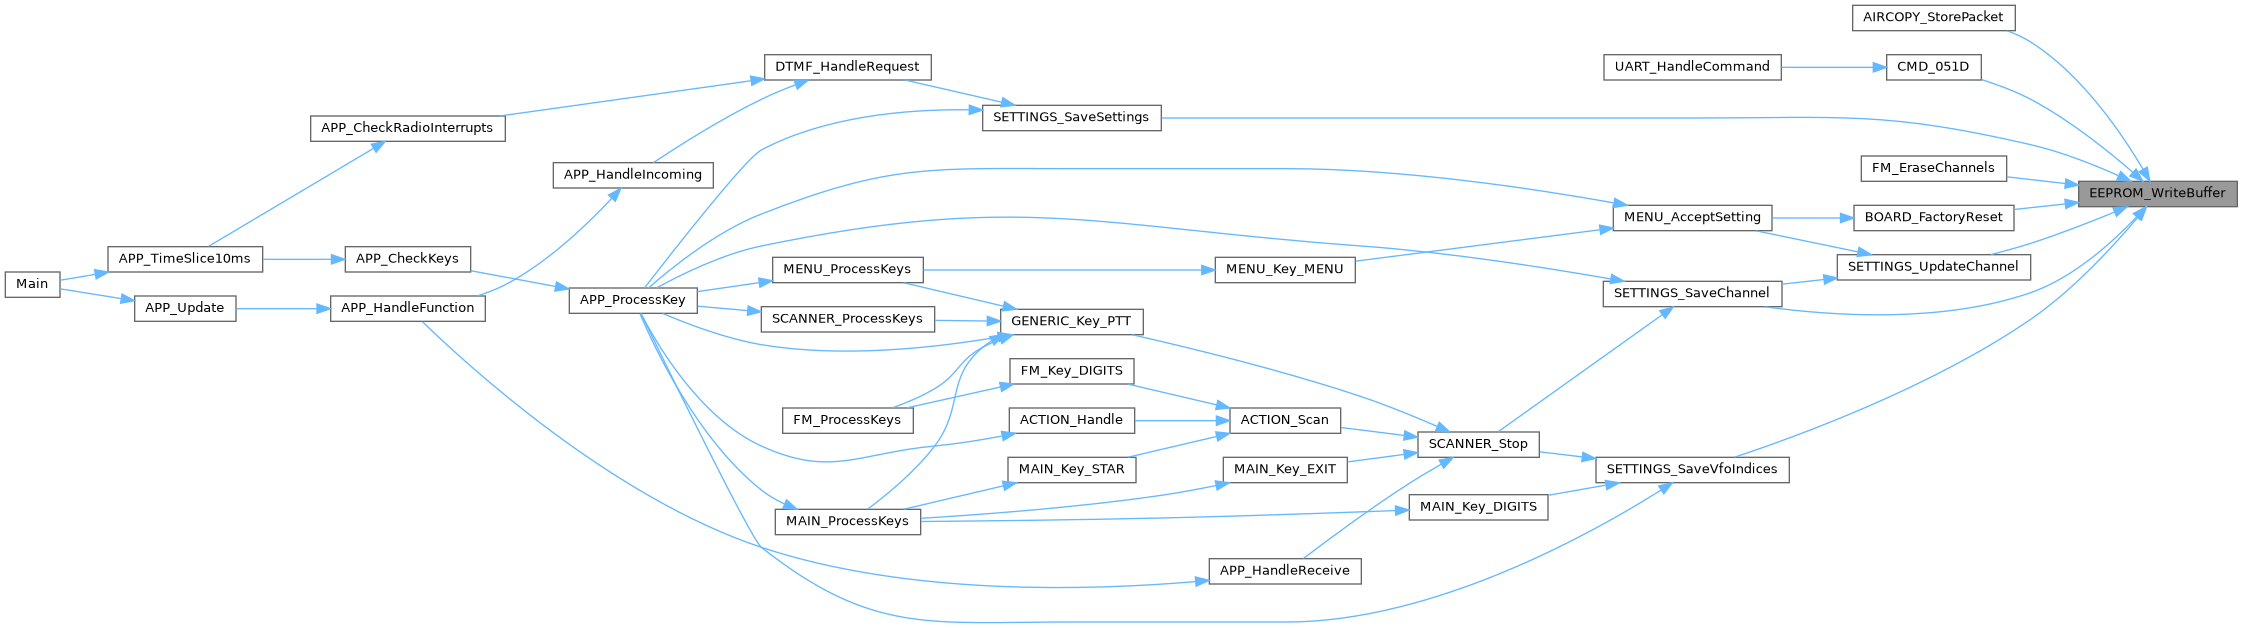 AIRCOPY_StorePacket
UART_HandleCommand
CMD_051D
DTMF_HandleRequest
SETTINGS_SaveSettings
APP_CheckRadioInterrupts
FM_EraseChannels
APP_HandleIncoming
EEPROM_WriteBuffer
MENU_AcceptSetting
BOARD_FactoryReset
APP_TimeSlice10ms
APP_CheckKeys
MENU_ProcessKeys
MENU_Key_MENU
SETTINGS_UpdateChannel
Main
APP_Update
APP_HandleFunction
APP_ProcessKey
SETTINGS_SaveChannel
SCANNER_ProcessKeys
GENERIC_Key_PTT
FM_Key_DIGITS
FM_ProcessKeys
ACTION_Handle
ACTION_Scan
SCANNER_Stop
MAIN_Key_STAR
MAIN_Key_EXIT
SETTINGS_SaveVfoIndices
MAIN_ProcessKeys
MAIN_Key_DIGITS
APP_HandleReceive